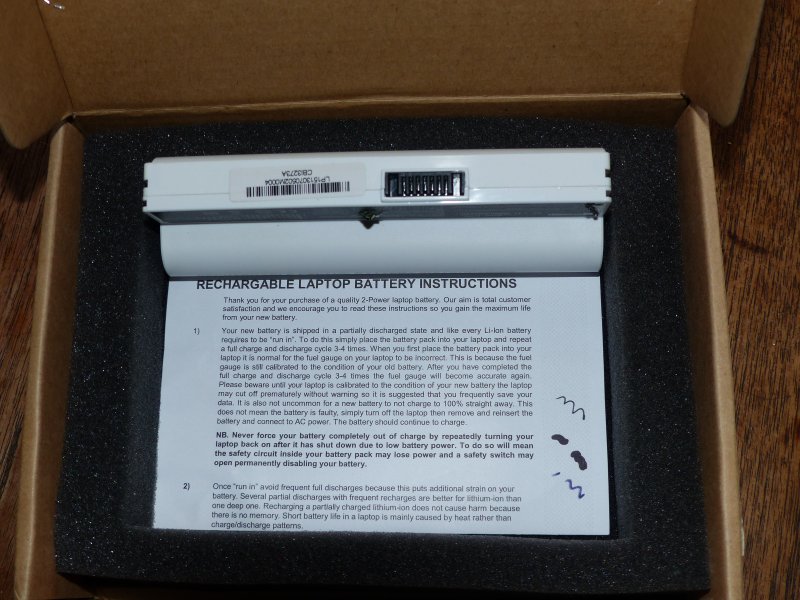 LP151307050?M0004
CBI3273A
RECHARGABLE LAPTOP BATTERY INSTRUCTIONS
Thank you for your purchase of a quality 2-Power laptop battery. Our aim is total customer
satisfaction and we encourage you to read these instructions so you gain the maximum life
from your new battery.
1) Your new battery is shipped in a partially discharged state and like every Li-Ion battery
requires to be "run in". To do this simply place the battery pack into your laptop and repeat
a full charge and discharge cycle 3-4 times. When you first place the battery pack into your
laptop it is normal for the fuel gauge on your laptop to be incorrect. This is because the fuel
gauge is still calibrated to the condition of your old battery. After you have completed the
full charge and discharge cycle 3-4 times the fuel gauge will become accurate again.
Please beware until your laptop is calibrated to the condition of your new battery the laptop
may cut off prematurely without warning so it is suggested that you frequently save your
data. It is also not uncommon for a new battery to not charge to 100% straight away. This
does not mean the battery is faulty, simply turn off the laptop then remove and reinsert the
battery and connect to AC power. The battery should continue to charge.
NB. Never force your battery completely out of charge by repeatedly turning your
laptop back on after it has shut down due to low battery power. To do so will mean
the safety circuit inside your battery pack may lose power and a safety switch may
open permanently disabling your battery.
2) Once "run in" avoid frequent full discharges because this puts additional strain on your
battery. Several partial discharges with frequent recharges are better for lithium-ion than
one deep one. Recharging a partially charged lithium-ion does not cause harm because
there is no memory. Short battery life in a laptop is mainly caused by heat rather than
charge/discharge patterns.